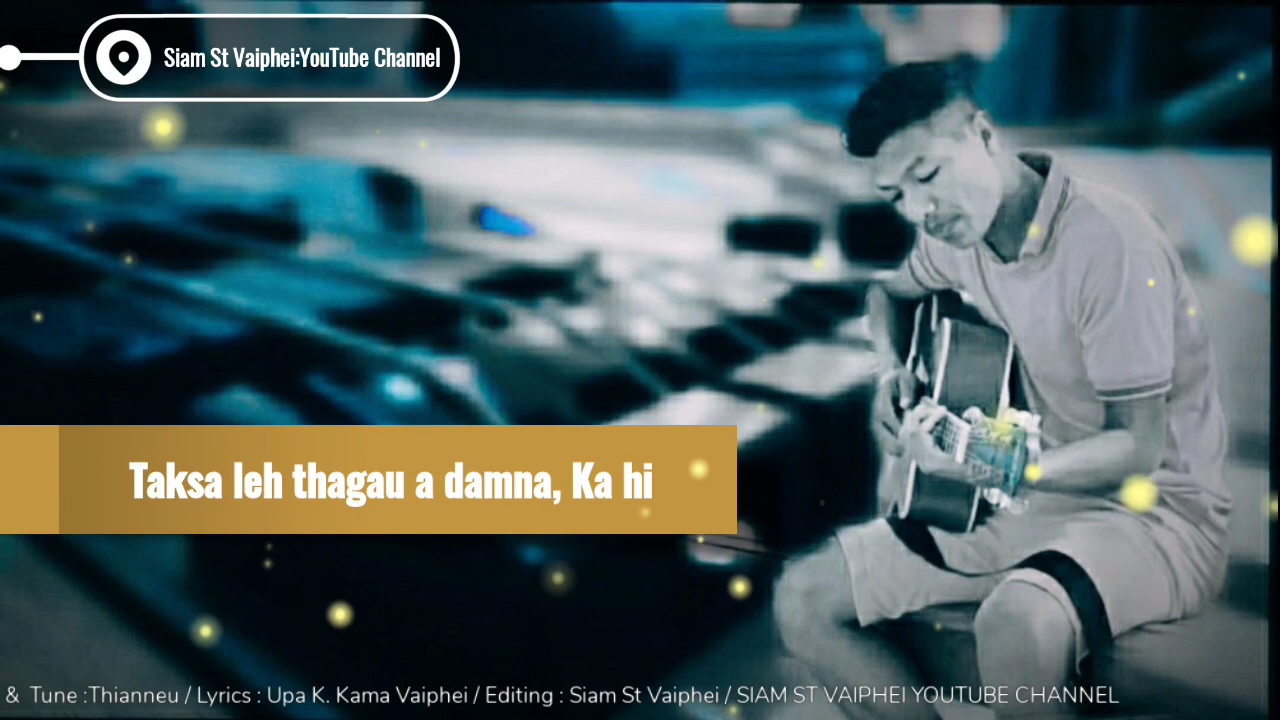 Siam St Vaiphei:YouTube Channel
Taksa leh thagau a damna, Ka hi
& Tune :Thianneu / Lyrics : Upa K. Kama Vaiphei / Editing : Siam St Vaiphei / SIAM ST VAIPHEI YOUTUBE CHANNEL